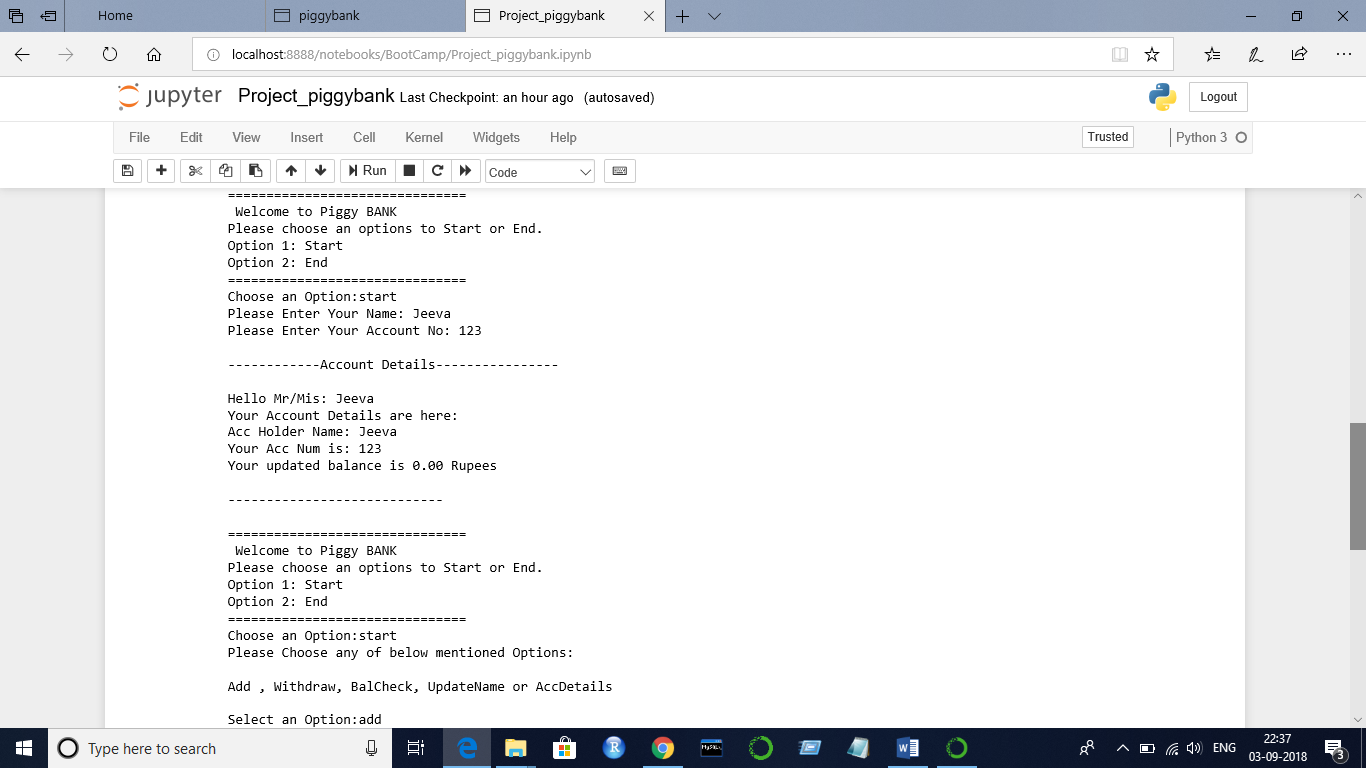 Home
piggybank
Project_piggybank
localhost:8888/notebooks/BootCamp/Project_piggybank.ipynb
jupyter Project_piggybank Last Checkpoint: an hour ago (autosaved)
Logout
File Edit View Insert Cell Kernel Widgets Help
Trusted
Python 3
Run
Code
===============================
Welcome to Piggy BANK
Please choose an options to Start or End.
Option 1: Start
Option 2: End
===============================
Choose an Option:start
Please Enter Your Name: Jeeva
Please Enter Your Account No: 123
------------Account Details----------------
Hello Mr/Mis: Jeeva
Your Account Details are here:
Acc Holder Name: Jeeva
Your Acc Num is: 123
Your updated balance is 0.00 Rupees
----------------------------
===============================
Welcome to Piggy BANK
Please choose an options to Start or End.
Option 1: Start
Option 2: End
===============================
Choose an Option:start
Please Choose any of below mentioned Options:
Add , Withdraw, BalCheck, UpdateName or AccDetails
Select an Option:add
Type here to search
R
MySQL
W
ENG
22:37
03-09-2018
3